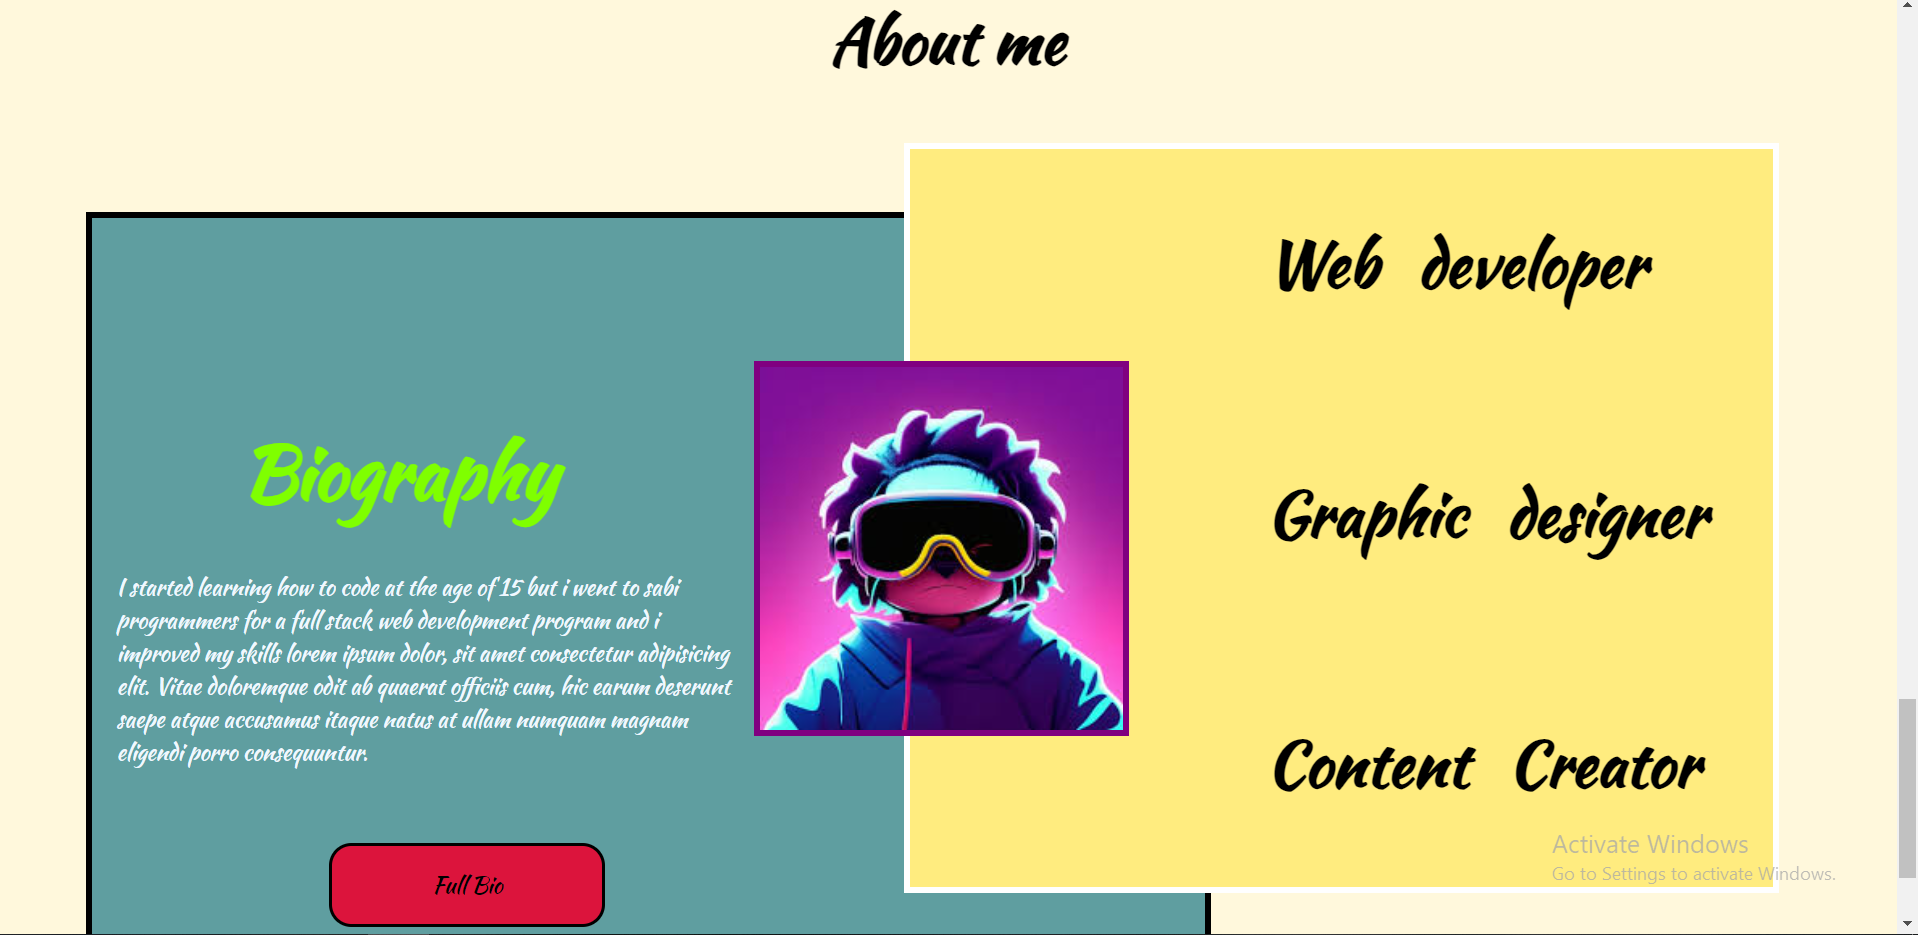 About me
Biography
I started learning how to code at the age of 15 but i went to sabi
programmers for a full stack web development program and i
improved my skills lorem ipsum dolor, sit amet consectetur adipisicing
elit. Vitae doloremque odit ab quaerat officiis cum, hic earum deserunt
saepe atque accusamus itaque natus at ullam numquam magnam
eligendi porro consequuntur.
Full Bio
Web developer
Graphic designer
Content Creator
Activate Windows
Go to Settings to activate Windows.